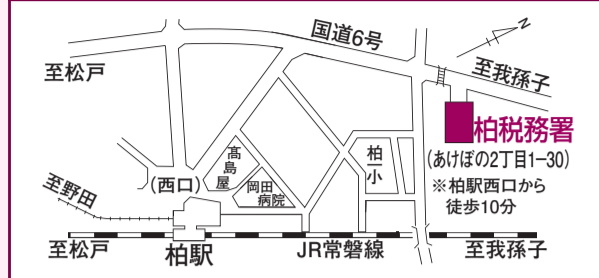 国道6号
N
至松戸
至我孫子
柏税務署
(あけぼの2丁目1−30)
※柏駅西口から
徒歩10分
柏一小
髙島屋
岡田
病院
(西口)
至野田
至松戸
柏駅
JR常磐線
至我孫子